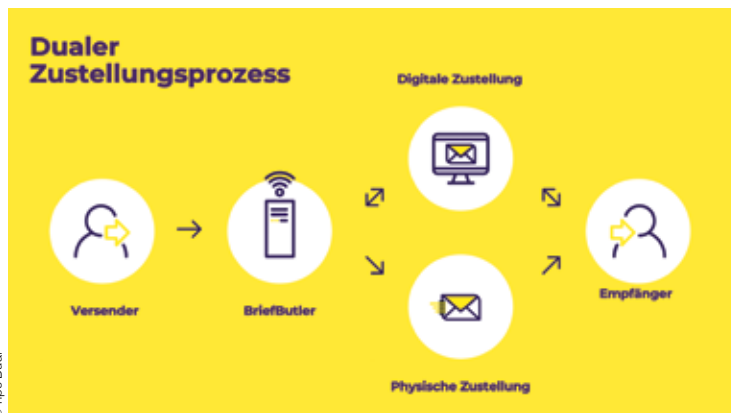 Dualer
Zustellungsprozess
Digitale Zustellung
Versender
BriefButler
Empfänger
Physische Zustellung